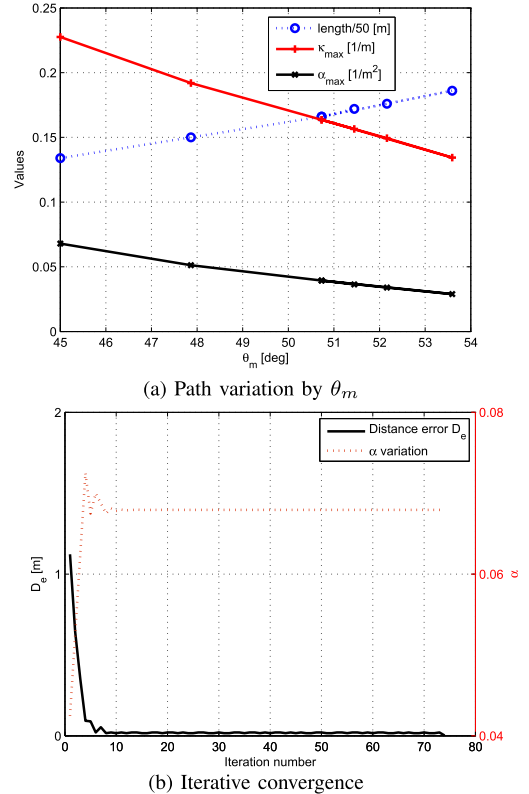 0.25
0.2
0.15
0.1
0.05
0
Values
length/50 [m]
κmax [1/m]
αmax [1/m²]
45 46 47 48 49 50 51 52 53 54
θm [deg]
(a) Path variation by θm
2
1
0
De [m]
Distance error De
α variation
0.08
0.06
0.04
α
0 10 20 30 40 50 60 70 80
Iteration number
(b) Iterative convergence